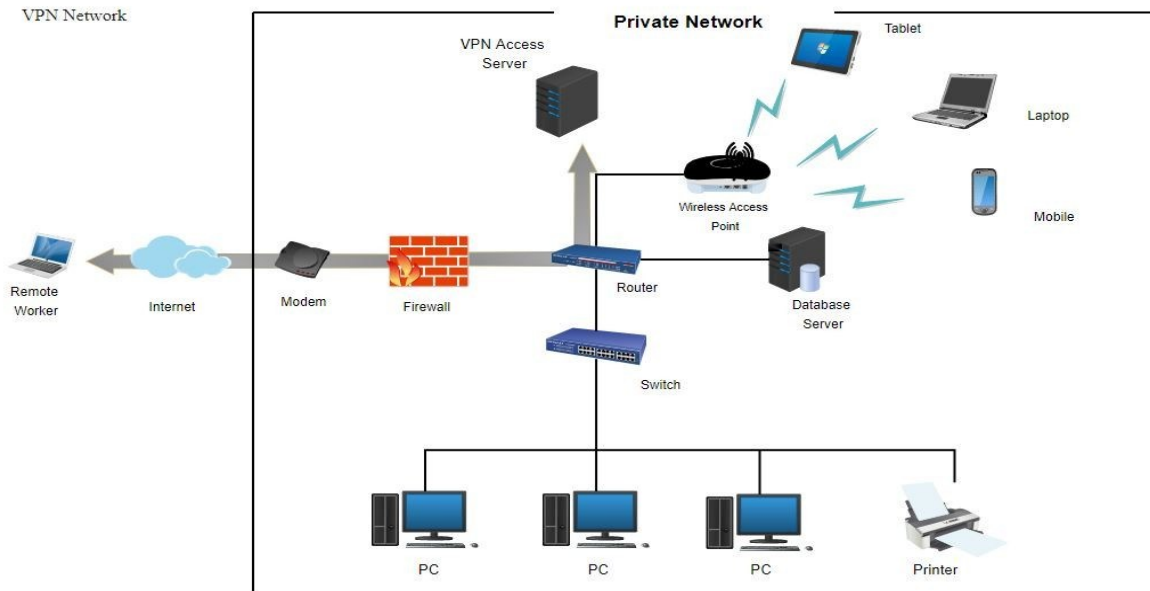 VPN Network
Private Network
Tablet
VPN Access
Server
Laptop
Wireless Access
Point
Mobile
Remote
Worker
Internet
Modem
Firewall
Router
Database
Server
Switch
PC
PC
PC
Printer